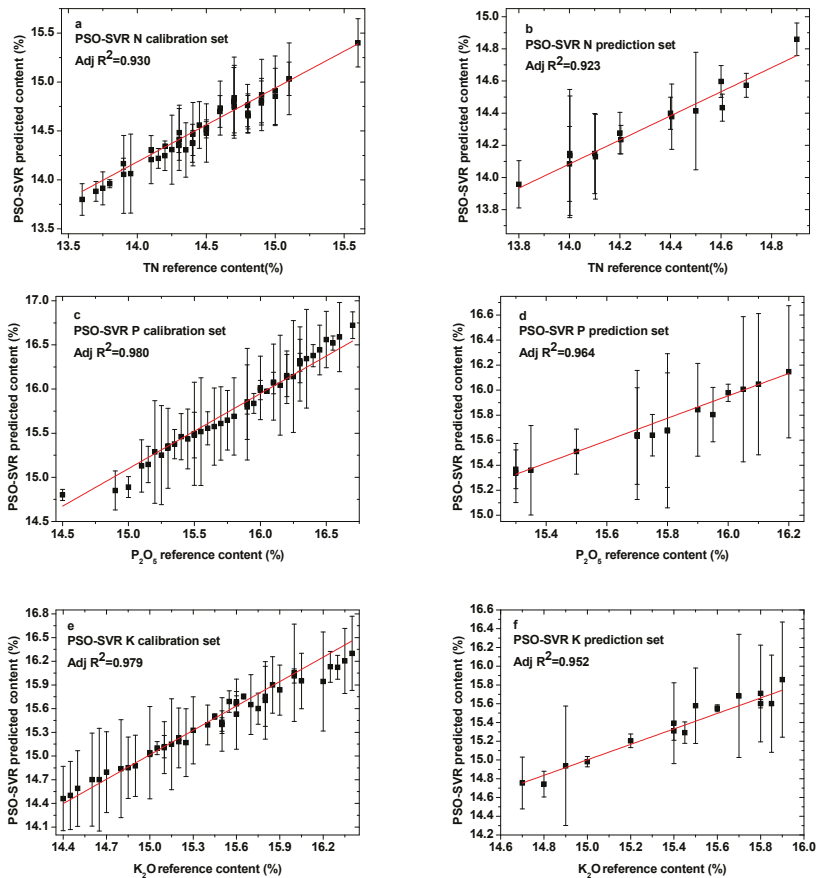 a
PSO-SVR N calibration set
Adj R²=0.930
PSO-SVR predicted content (%)
15.5
15.0
14.5
14.0
13.5
13.5 14.0 14.5 15.0 15.5
TN reference content(%)
b
PSO-SVR N prediction set
Adj R²=0.923
PSO-SVR predicted content (%)
15.0
14.8
14.6
14.4
14.2
14.0
13.8
13.8 14.0 14.2 14.4 14.6 14.8
TN reference content(%)
c
PSO-SVR P calibration set
Adj R²=0.980
PSO-SVR predicted content (%)
17.0
16.5
16.0
15.5
15.0
14.5
14.5 15.0 15.5 16.0 16.5
P₂O₅ reference content (%)
d
PSO-SVR P prediction set
Adj R²=0.964
PSO-SVR predicted content (%)
16.6
16.4
16.2
16.0
15.8
15.6
15.4
15.2
15.0
15.4 15.6 15.8 16.0 16.2
P₂O₅ reference content (%)
e
PSO-SVR K calibration set
Adj R²=0.979
PSO-SVR predicted content (%)
16.8
16.5
16.2
15.9
15.6
15.3
15.0
14.7
14.4
14.1
14.4 14.7 15.0 15.3 15.6 15.9 16.2
K₂O reference content (%)
f
PSO-SVR K prediction set
Adj R²=0.952
PSO-SVR predicted content (%)
16.6
16.4
16.2
16.0
15.8
15.6
15.4
15.2
15.0
14.8
14.6
14.4
14.2
14.6 14.8 15.0 15.2 15.4 15.6 15.8 16.0
K₂O reference content (%)